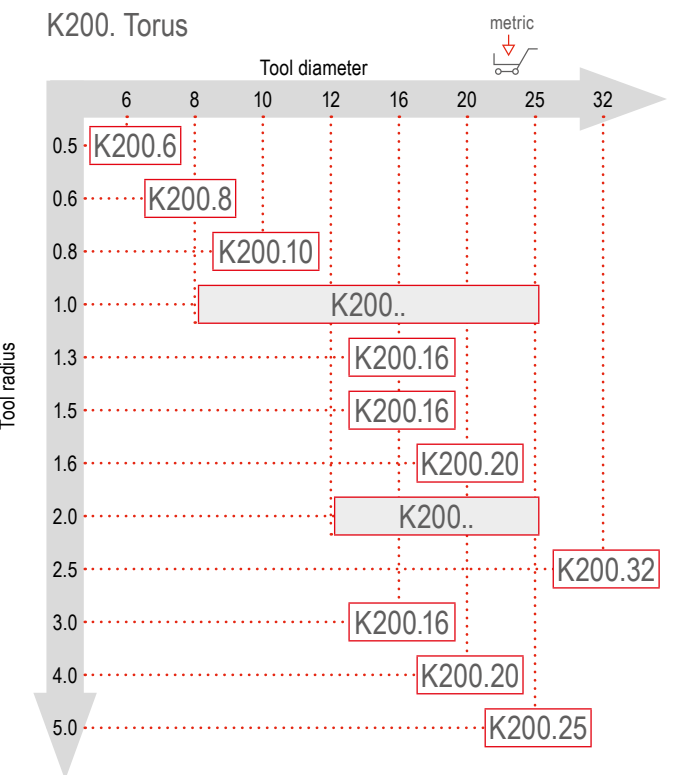 K200. Torus
metric
Tool diameter
6 8 10 12 16 20 25 32
Tool radius
0.5 K200.6
0.6 K200.8
0.8 K200.10
1.0 K200..
1.3 K200.16
1.5 K200.16
1.6 K200.20
2.0 K200..
2.5 K200.32
3.0 K200.16
4.0 K200.20
5.0 K200.25